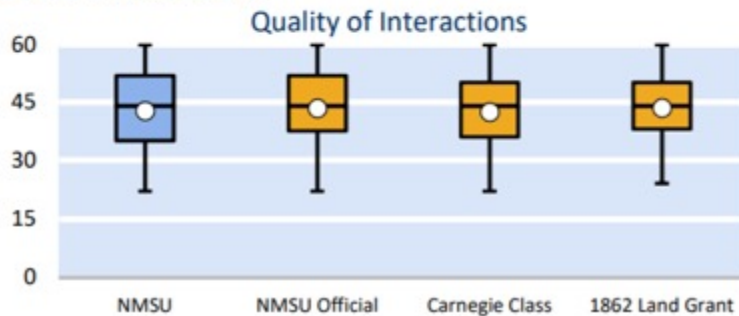 Quality of Interactions
60
45
30
15
0
NMSU NMSU Official Carnegie Class 1862 Land Grant